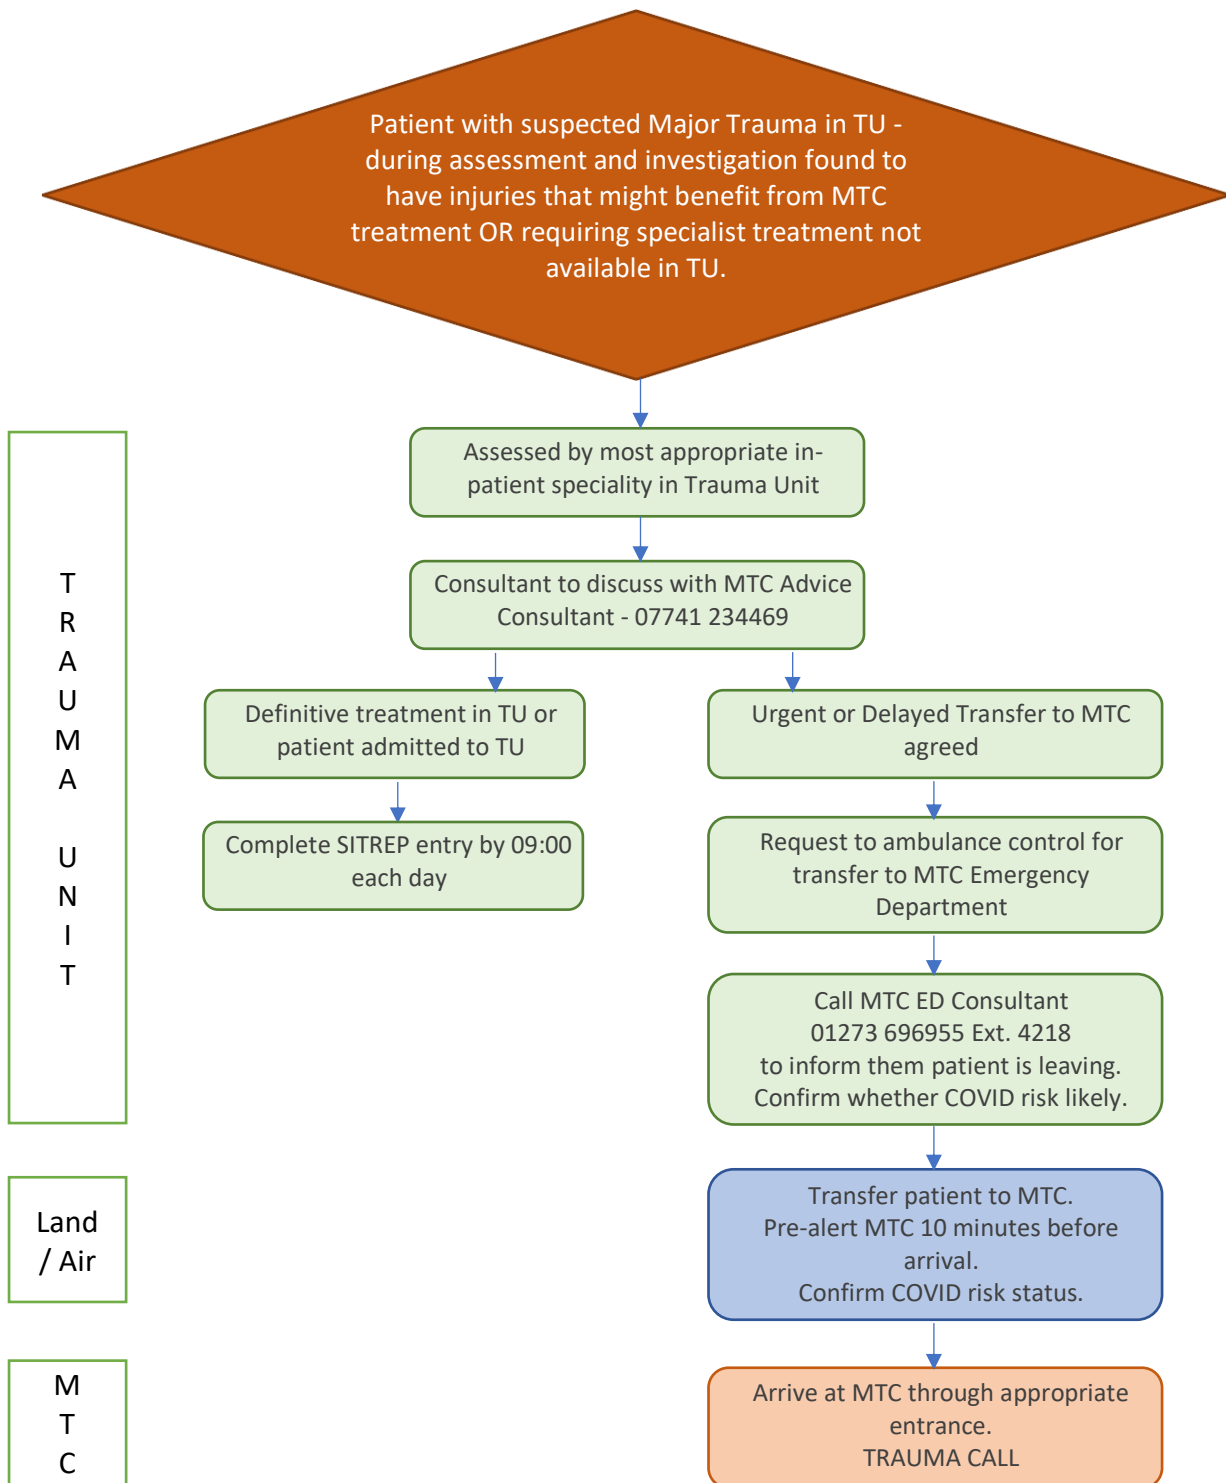 Patient with suspected Major Trauma in TU -
during assessment and investigation found to
have injuries that might benefit from MTC
treatment OR requiring specialist treatment not
available in TU.
Assessed by most appropriate in-
patient speciality in Trauma Unit
Consultant to discuss with MTC Advice
Consultant - 07741 234469
Definitive treatment in TU or
patient admitted to TU
Complete SITREP entry by 09:00
each day
Urgent or Delayed Transfer to MTC
agreed
Request to ambulance control for
transfer to MTC Emergency
Department
Call MTC ED Consultant
01273 696955 Ext. 4218
to inform them patient is leaving.
Confirm whether COVID risk likely.
Transfer patient to MTC.
Pre-alert MTC 10 minutes before
arrival.
Confirm COVID risk status.
Arrive at MTC through appropriate
entrance.
TRAUMA CALL
T
R
A
U
M
A
U
N
I
T
Land
/ Air
M
T
C